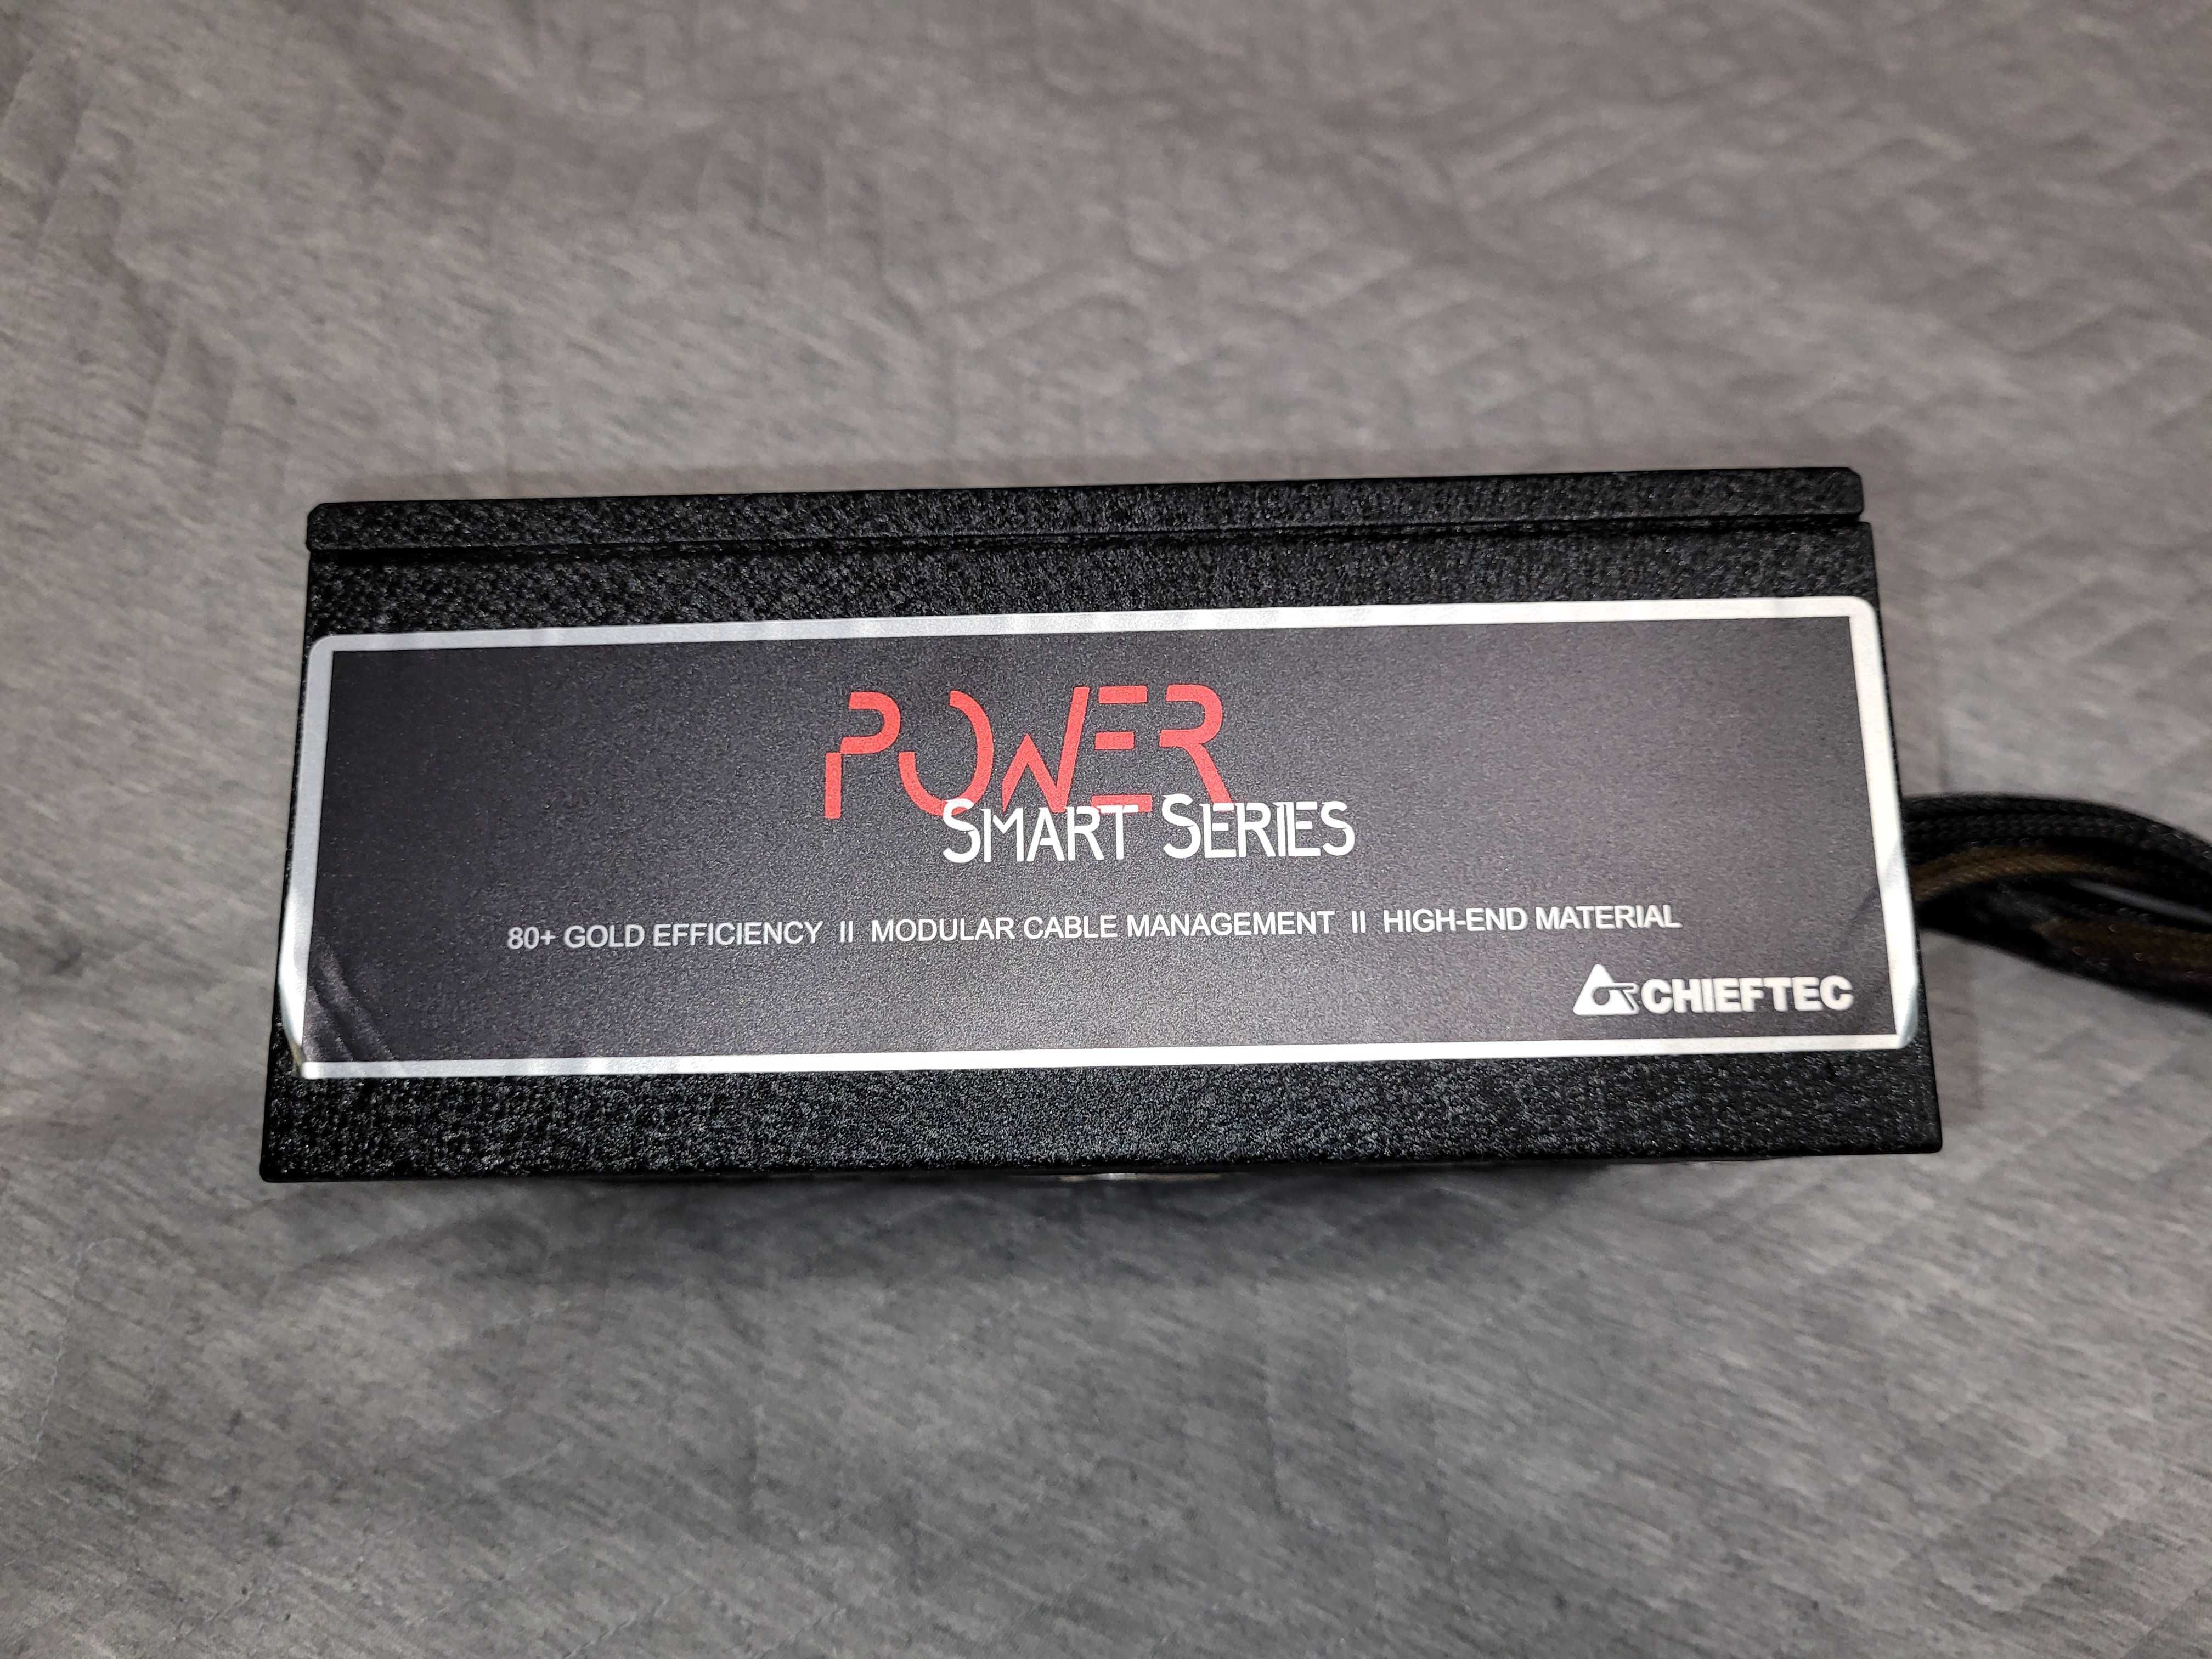 POWER
SMART SERIES
80+ GOLD EFFICIENCY II MODULAR CABLE MANAGEMENT II HIGH-END MATERIAL
CHIEFTEC